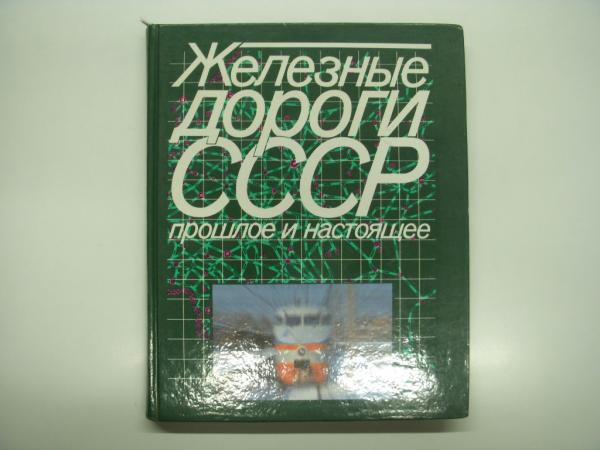 Железные
дороги
СССР
прошлое и настоящее